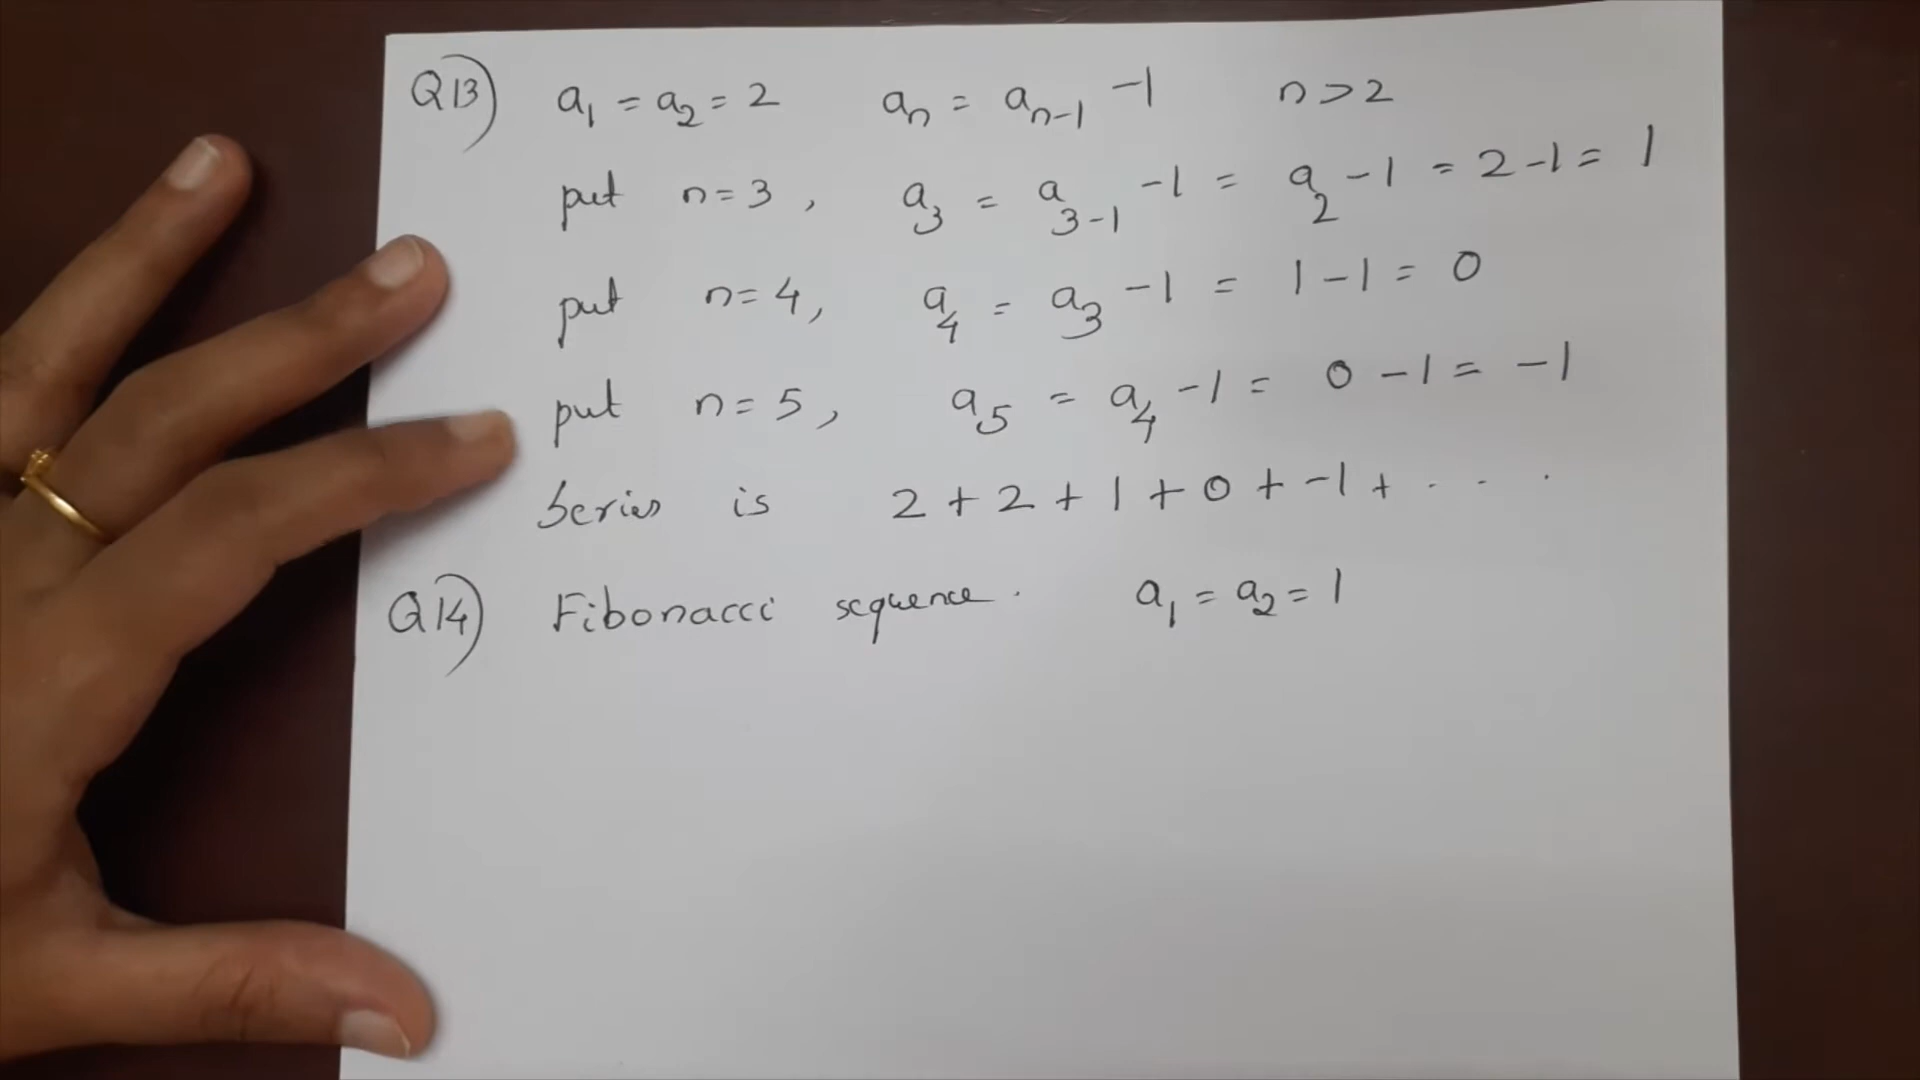 Q13) a₁ = a₂ = 2 aₙ = aₙ₋₁ -1 n > 2
put n=3, a₃ = a₃₋₁ -1 = a₂ -1 = 2-1 = 1
put n=4, a₄ = a₃ -1 = 1-1 = 0
put n=5, a₅ = a₄ -1 = 0-1 = -1
Series is 2+2+1+0+-1+....
Q14) Fibonacci sequence. a₁ = a₂ = 1